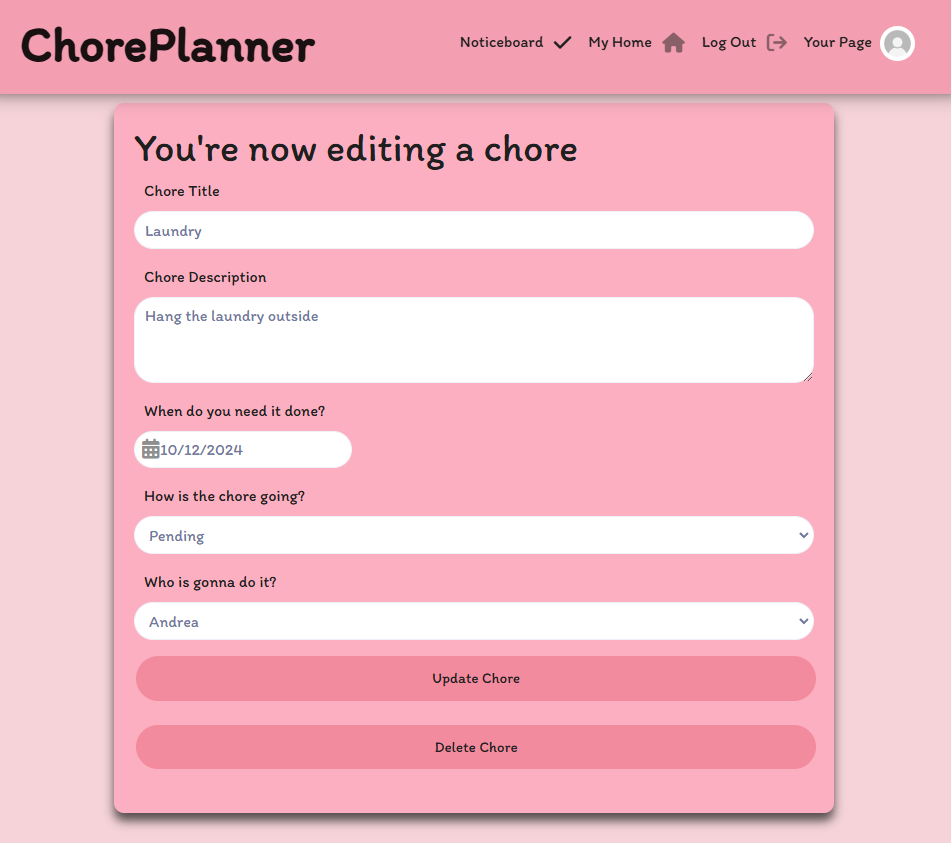 ChorePlanner
Noticeboard My Home Log Out Your Page
You're now editing a chore
Chore Title
Laundry
Chore Description
Hang the laundry outside
When do you need it done?
10/12/2024
How is the chore going?
Pending
Who is gonna do it?
Andrea
Update Chore
Delete Chore